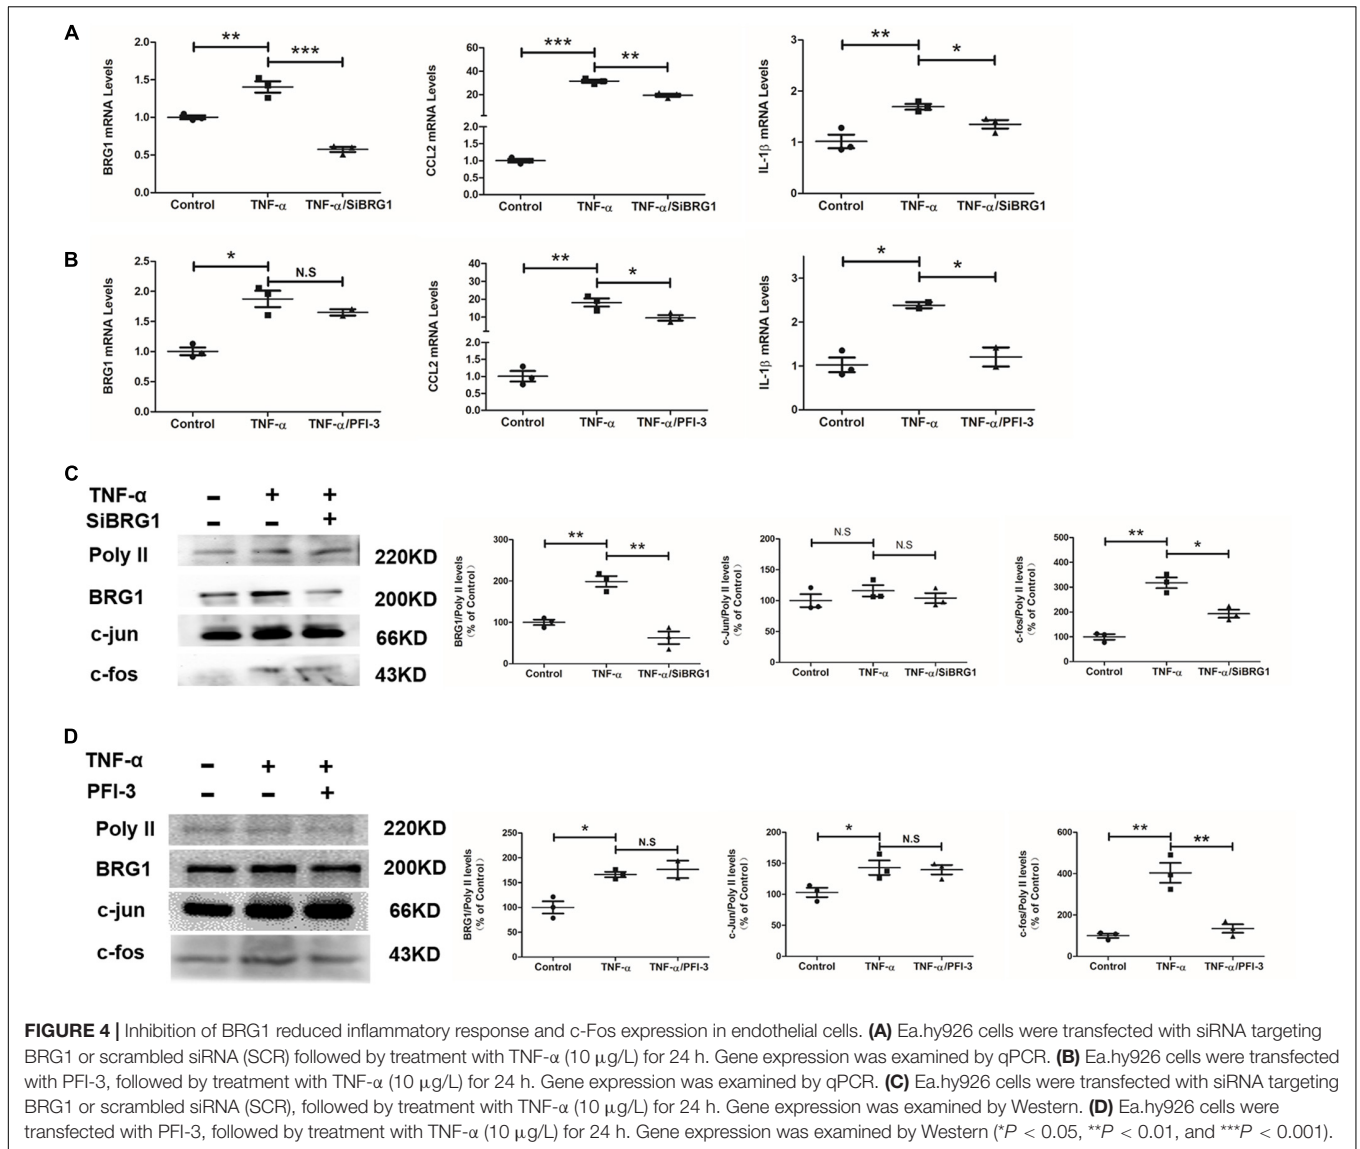 A
2.0
1.5
1.0
0.5
0.0
BRG1 mRNA Levels
**
***
Control
TNF-α
TNF-α/SiBRG1
60
40
20
2.0
1.5
1.0
0.5
0.0
CCL2 mRNA Levels
***
**
Control
TNF-α
TNF-α/SiBRG1
3
2
1
0
IL-1β mRNA Levels
**
*
Control
TNF-α
TNF-α/SiBRG1
B
2.5
2.0
1.5
1.0
0.5
0.0
BRG1 mRNA Levels
*
N.S
Control
TNF-α
TNF-α/PFI-3
40
30
20
10
2.0
1.5
1.0
0.5
0.0
CCL2 mRNA Levels
**
*
Control
TNF-α
TNF-α/PFI-3
3
2
1
0
IL-1β mRNA Levels
*
*
Control
TNF-α
TNF-α/PFI-3
C
TNF-α − + +
SiBRG1 − − +
Poly II 220KD
BRG1 200KD
c-jun 66KD
c-fos 43KD
300
200
100
0
BRG1/Poly II levels
(% of Control)
**
**
Control
TNF-α
TNF-α/SiBRG1
200
150
100
50
0
c-Jun/Poly II levels
(% of Control)
N.S
N.S
Control
TNF-α
TNF-α/SiBRG1
500
400
300
200
100
0
c-fos/Poly II levels
(% of Control)
**
*
Control
TNF-α
TNF-α/SiBRG1
D
TNF-α − + +
PFI-3 − − +
Poly II 220KD
BRG1 200KD
c-jun 66KD
c-fos 43KD
250
200
150
100
50
0
BRG1/Poly II levels
(% of Control)
*
N.S
Control
TNF-α
TNF-α/PFI-3
200
150
100
50
0
c-Jun/Poly II levels
(% of Control)
*
N.S
Control
TNF-α
TNF-α/PFI-3
600
400
200
0
c-fos/Poly II levels
(% of Control)
**
**
Control
TNF-α
TNF-α/PFI-3
FIGURE 4 | Inhibition of BRG1 reduced inflammatory response and c-Fos expression in endothelial cells. (A) Ea.hy926 cells were transfected with siRNA targeting
BRG1 or scrambled siRNA (SCR) followed by treatment with TNF-α (10 μg/L) for 24 h. Gene expression was examined by qPCR. (B) Ea.hy926 cells were transfected
with PFI-3, followed by treatment with TNF-α (10 μg/L) for 24 h. Gene expression was examined by qPCR. (C) Ea.hy926 cells were transfected with siRNA targeting
BRG1 or scrambled siRNA (SCR), followed by treatment with TNF-α (10 μg/L) for 24 h. Gene expression was examined by Western. (D) Ea.hy926 cells were
transfected with PFI-3, followed by treatment with TNF-α (10 μg/L) for 24 h. Gene expression was examined by Western (*P < 0.05, **P < 0.01, and ***P < 0.001).